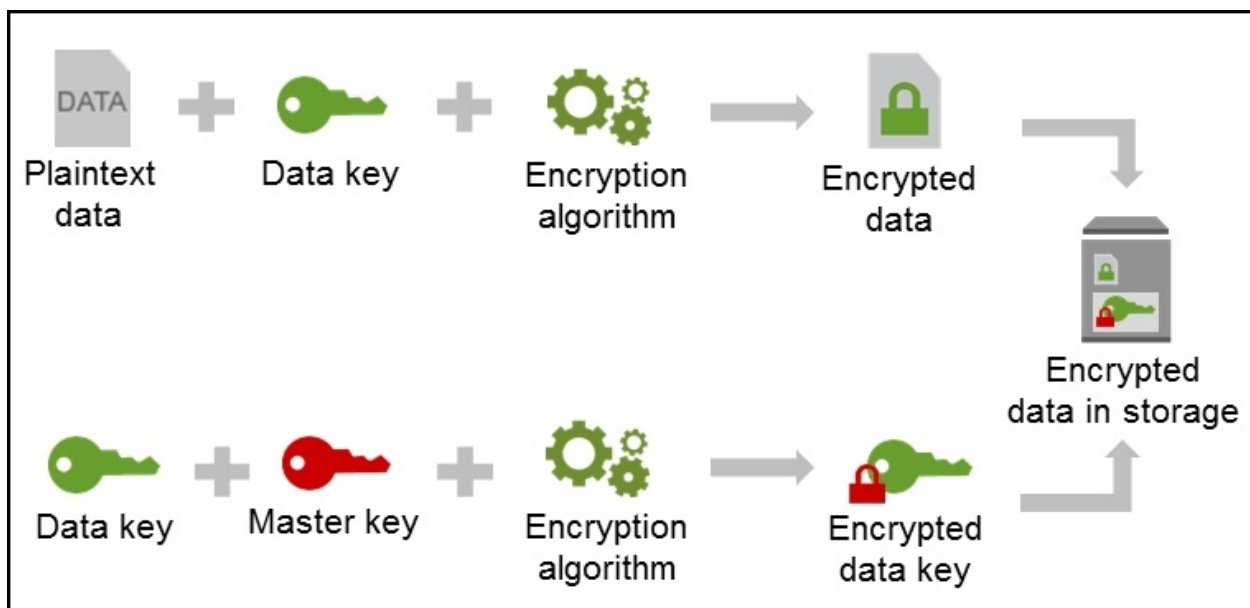 DATA
Plaintext
data
Data key
Encryption
algorithm
Encrypted
data
Encrypted
data in storage
Data key
Master key
Encryption
algorithm
Encrypted
data key